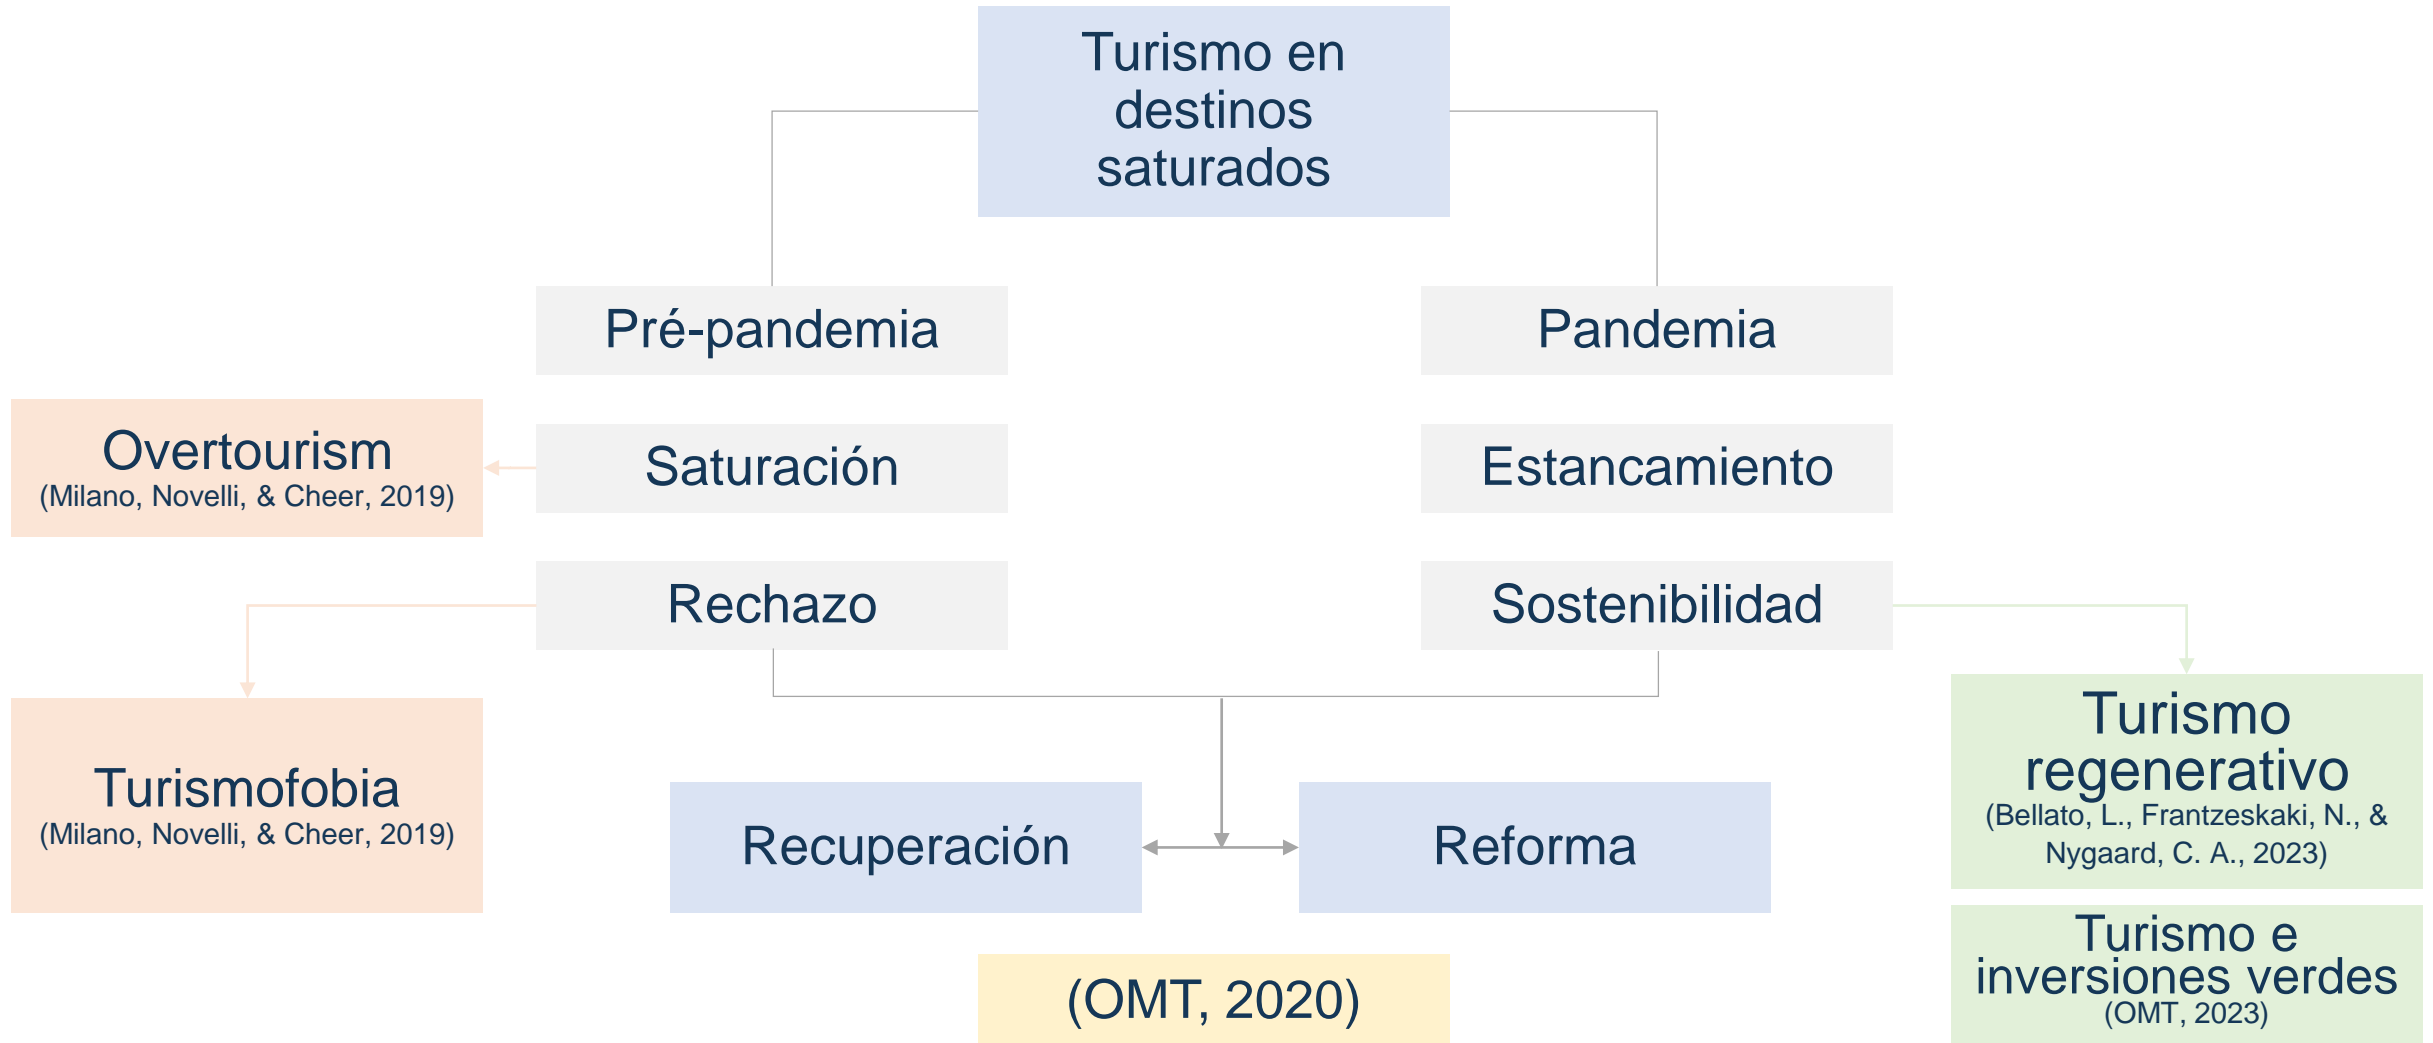 Turismo en
destinos
saturados
Pré-pandemia
Pandemia
Overtourism
(Milano, Novelli, & Cheer, 2019)
Saturación
Estancamiento
Rechazo
Sostenibilidad
Turismofobia
(Milano, Novelli, & Cheer, 2019)
Recuperación
Reforma
Turismo
regenerativo
(Bellato, L., Frantzeskaki, N., &
Nygaard, C. A., 2023)
Turismo e
inversiones verdes
(OMT, 2023)
(OMT, 2020)